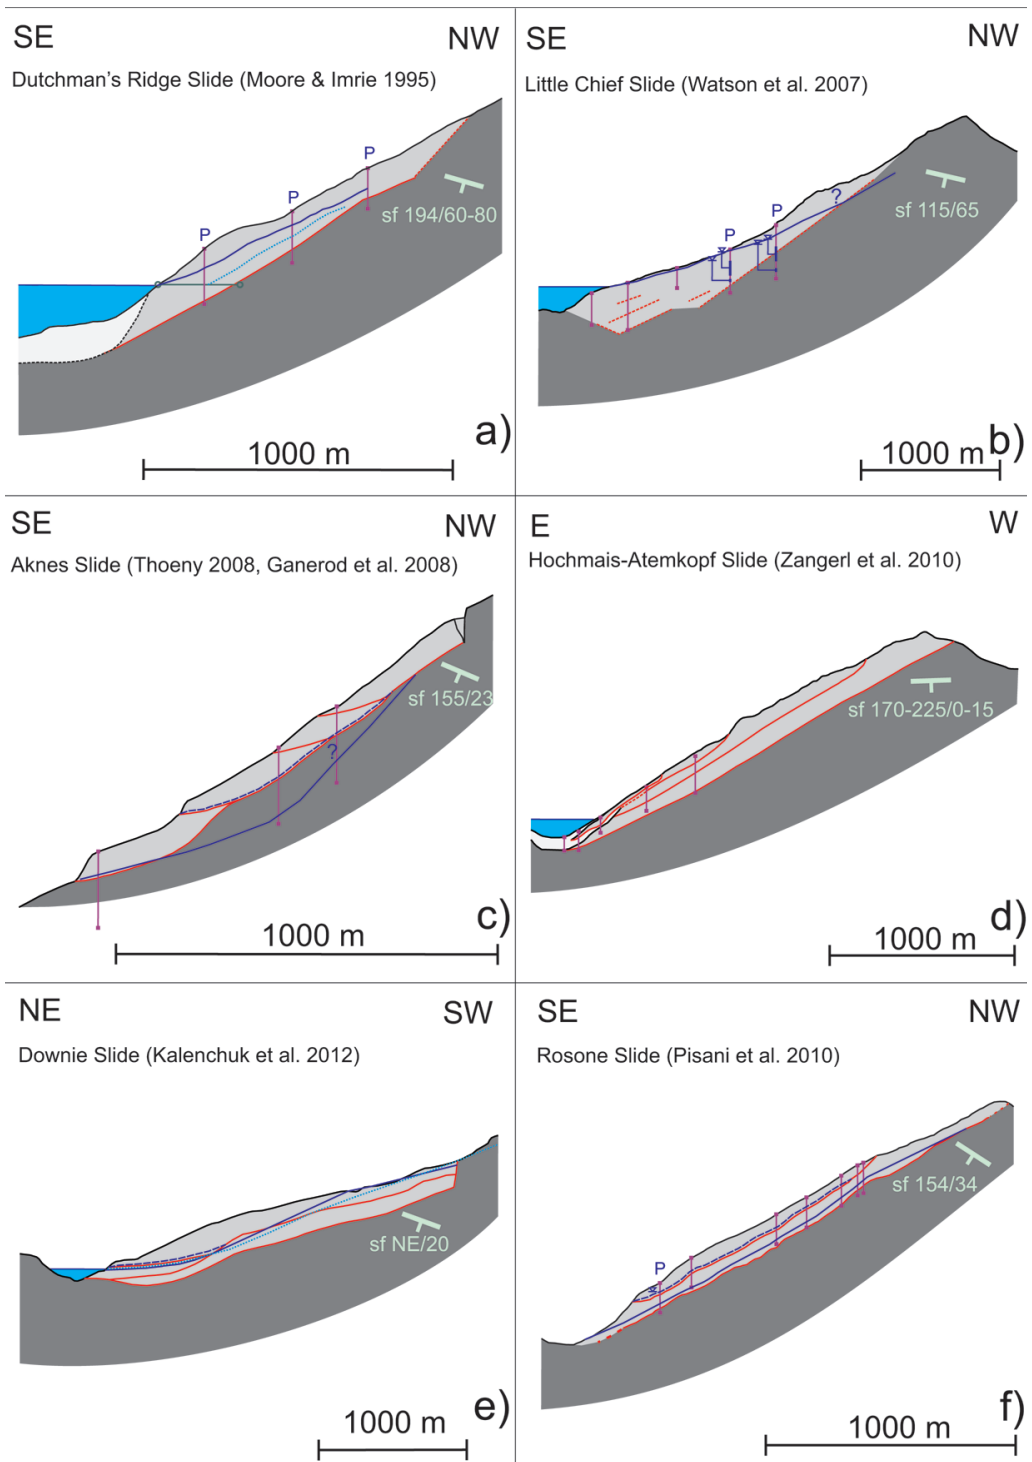 SE NW
Dutchman's Ridge Slide (Moore & Imrie 1995)
P
P
P
sf 194/60-80
1000 m
a)
SE NW
Little Chief Slide (Watson et al. 2007)
?
P
P
sf 115/65
1000 m
b)
SE NW
Aknes Slide (Thoeny 2008, Ganerod et al. 2008)
sf 155/23
?
1000 m
c)
E W
Hochmais-Atemkopf Slide (Zangerl et al. 2010)
sf 170-225/0-15
1000 m
d)
NE SW
Downie Slide (Kalenchuk et al. 2012)
sf NE/20
1000 m
e)
SE NW
Rosone Slide (Pisani et al. 2010)
sf 154/34
P
1000 m
f)